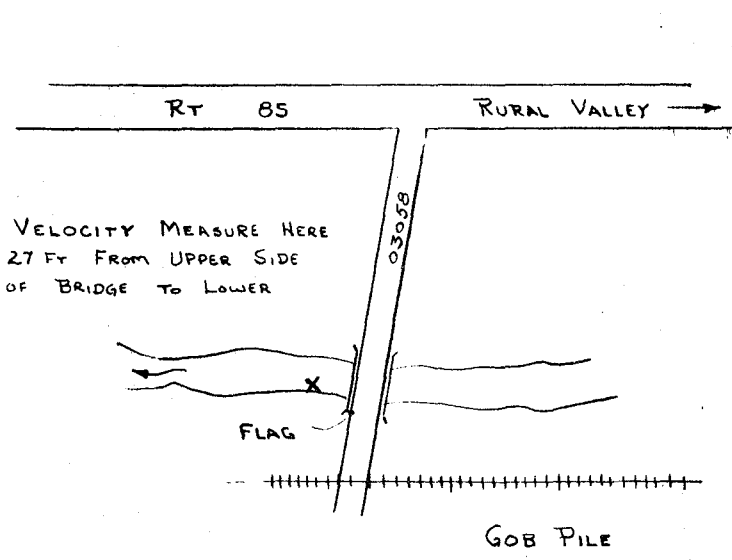 RT 85
RURAL VALLEY
03058
VELOCITY MEASURE HERE
27 FT FROM UPPER SIDE
OF BRIDGE TO LOWER
X
FLAG
GOB PILE